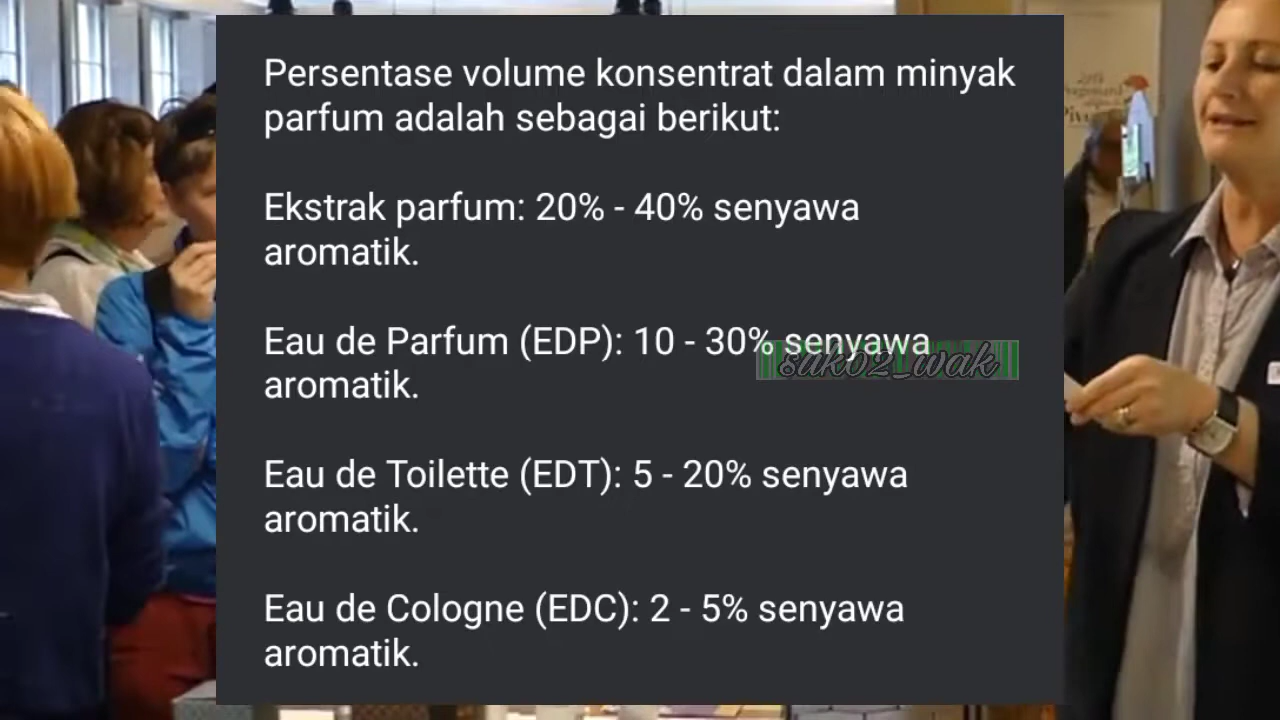 Persentase volume konsentrat dalam minyak
parfum adalah sebagai berikut:
Ekstrak parfum: 20% - 40% senyawa
aromatik.
Eau de Parfum (EDP): 10 - 30% senyawa
aromatik.
sak02_wak
Eau de Toilette (EDT): 5 - 20% senyawa
aromatik.
Eau de Cologne (EDC): 2 - 5% senyawa
aromatik.